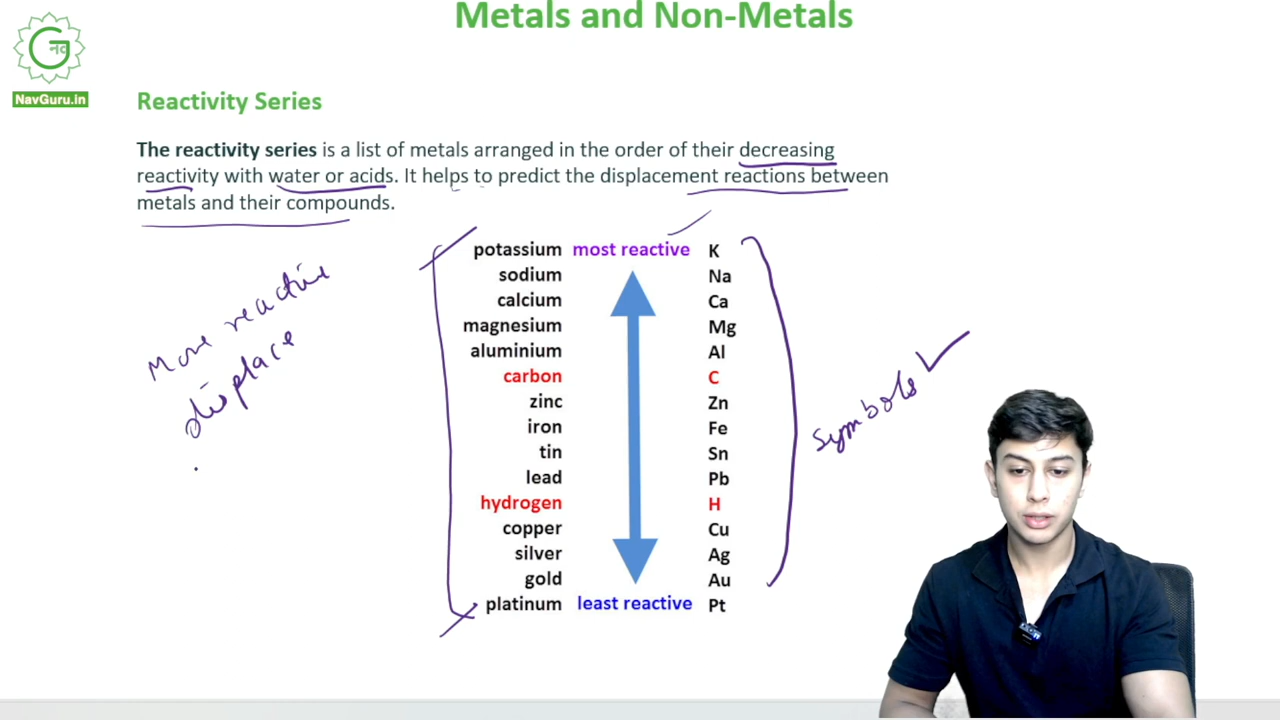 Metals and Non-Metals
G नव
NavGuru.in
Reactivity Series
The reactivity series is a list of metals arranged in the order of their decreasing
reactivity with water or acids. It helps to predict the displacement reactions between
metals and their compounds.
potassium most reactive K
sodium Na
calcium Ca
magnesium Mg
aluminium Al
carbon C
zinc Zn
iron Fe
tin Sn
lead Pb
hydrogen H
copper Cu
silver Ag
gold Au
platinum least reactive Pt
More reactive
displace
Symbols